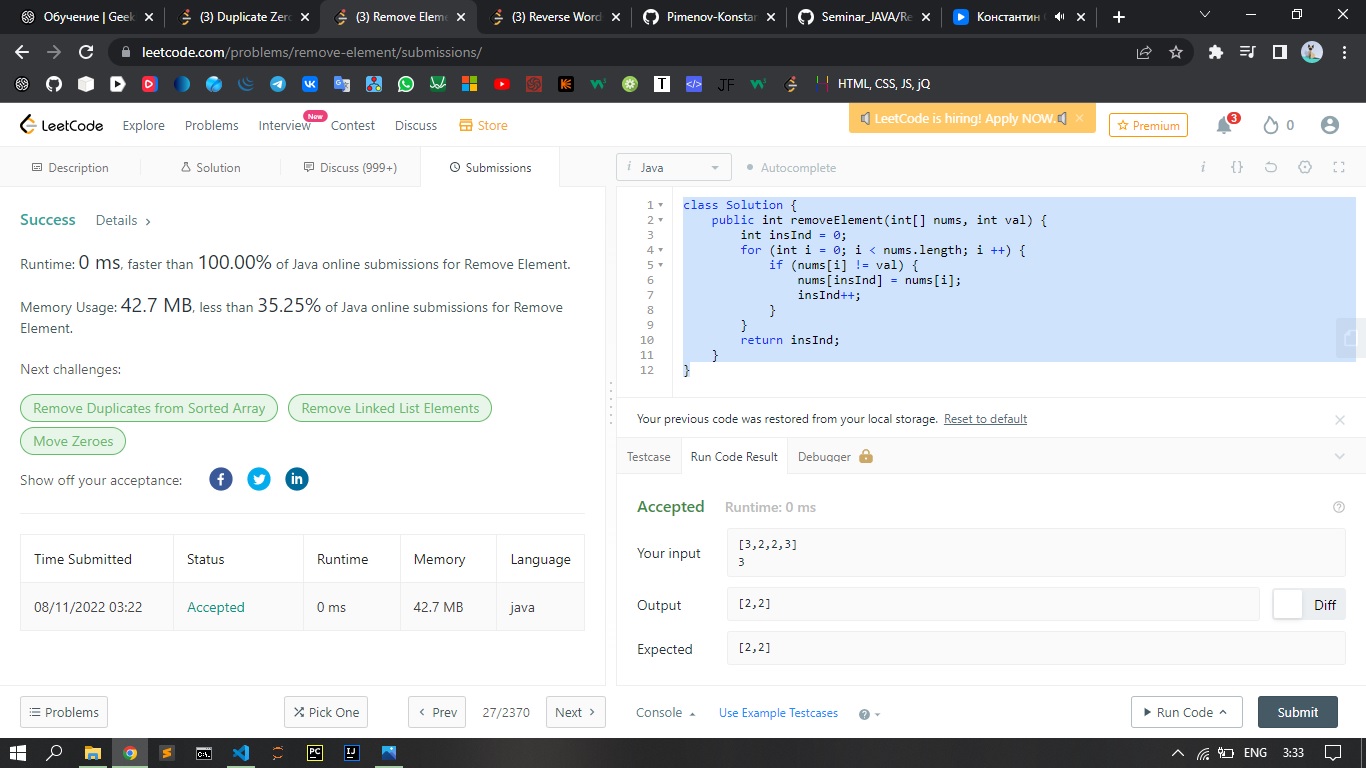 Обучение | Geek
(3) Duplicate Zero
(3) Remove Eleme
(3) Reverse Word
Pimenov-Konstan
Seminar_JAVA/Re
Константин
leetcode.com/problems/remove-element/submissions/
HTML, CSS, JS, jQ
LeetCode
Explore
Problems
Interview
New
Contest
Discuss
Store
LeetCode is hiring! Apply NOW.
Premium
3
0
Description
Solution
Discuss (999+)
Submissions
i Java
Autocomplete
Success
Details
Runtime: 0 ms, faster than 100.00% of Java online submissions for Remove Element.
Memory Usage: 42.7 MB, less than 35.25% of Java online submissions for Remove
Element.
Next challenges:
Remove Duplicates from Sorted Array
Remove Linked List Elements
Move Zeroes
Show off your acceptance:
Time Submitted Status Runtime Memory Language
08/11/2022 03:22 Accepted 0 ms 42.7 MB java
Problems
Pick One
Prev
27/2370
Next
1 class Solution {
2 public int removeElement(int[] nums, int val) {
3 int insInd = 0;
4 for (int i = 0; i < nums.length; i ++) {
5 if (nums[i] != val) {
6 nums[insInd] = nums[i];
7 insInd++;
8 }
9 }
10 return insInd;
11 }
12 }
Your previous code was restored from your local storage. Reset to default
Testcase
Run Code Result
Debugger
Accepted Runtime: 0 ms
Your input
[3,2,2,3]
3
Output
[2,2]
Diff
Expected
[2,2]
Console
Use Example Testcases
Run Code
Submit
ENG
3:33